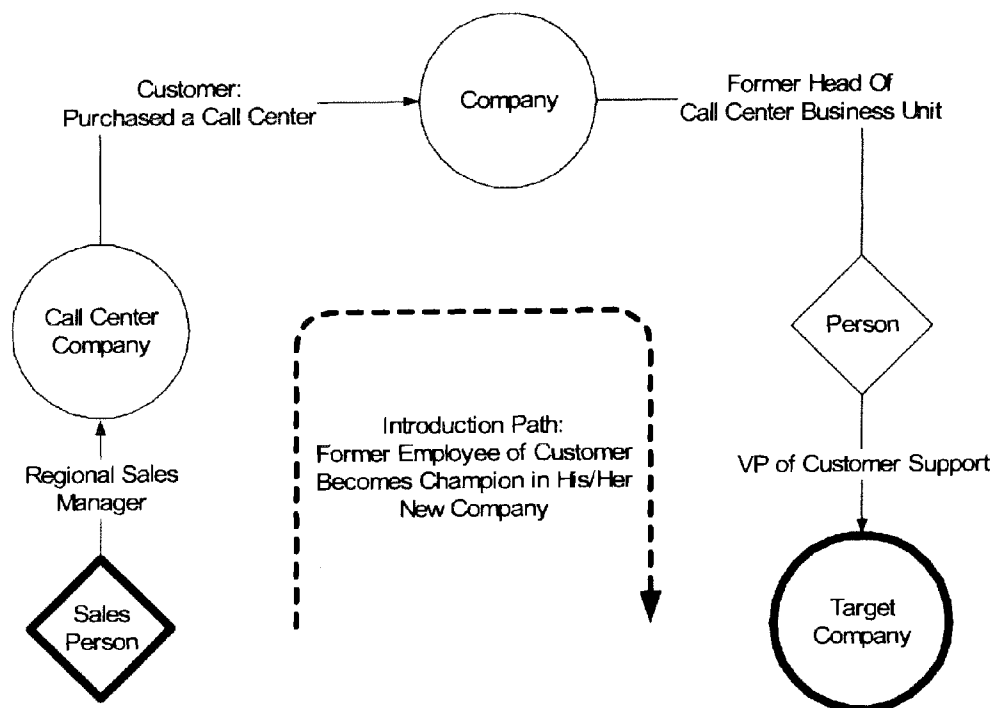 Customer:
Purchased a Call Center
Company
Former Head Of
Call Center Business Unit
Call Center
Company
Person
Introduction Path:
Former Employee of Customer
Becomes Champion in His/Her
New Company
Regional Sales
Manager
VP of Customer Support
Sales
Person
Target
Company